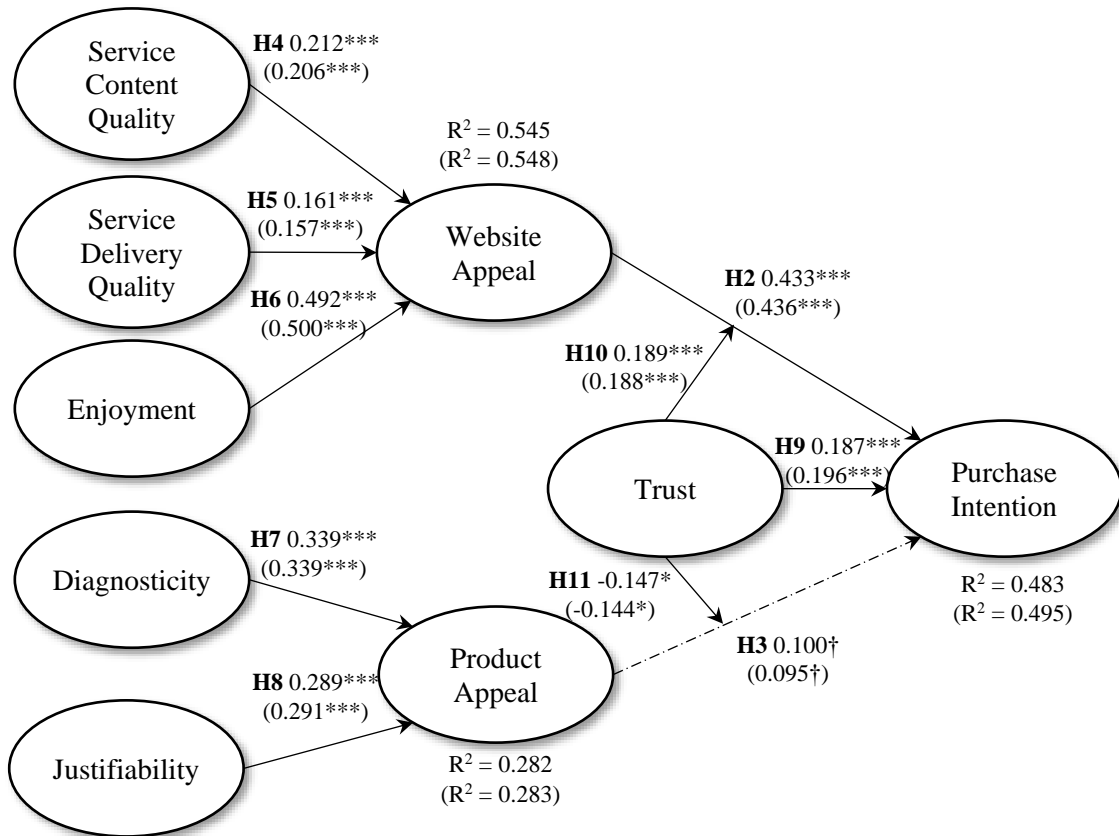 Service
Content
Quality
H4 0.212***
(0.206***)
R² = 0.545
(R² = 0.548)
Service
Delivery
Quality
H5 0.161***
(0.157***)
Website
Appeal
H6 0.492***
(0.500***)
H2 0.433***
(0.436***)
Enjoyment
H10 0.189***
(0.188***)
Trust
H9 0.187***
(0.196***)
Purchase
Intention
R² = 0.483
(R² = 0.495)
Diagnosticity
H7 0.339***
(0.339***)
H11 -0.147*
(-0.144*)
H3 0.100†
(0.095†)
Product
Appeal
H8 0.289***
(0.291***)
Justifiability
R² = 0.282
(R² = 0.283)